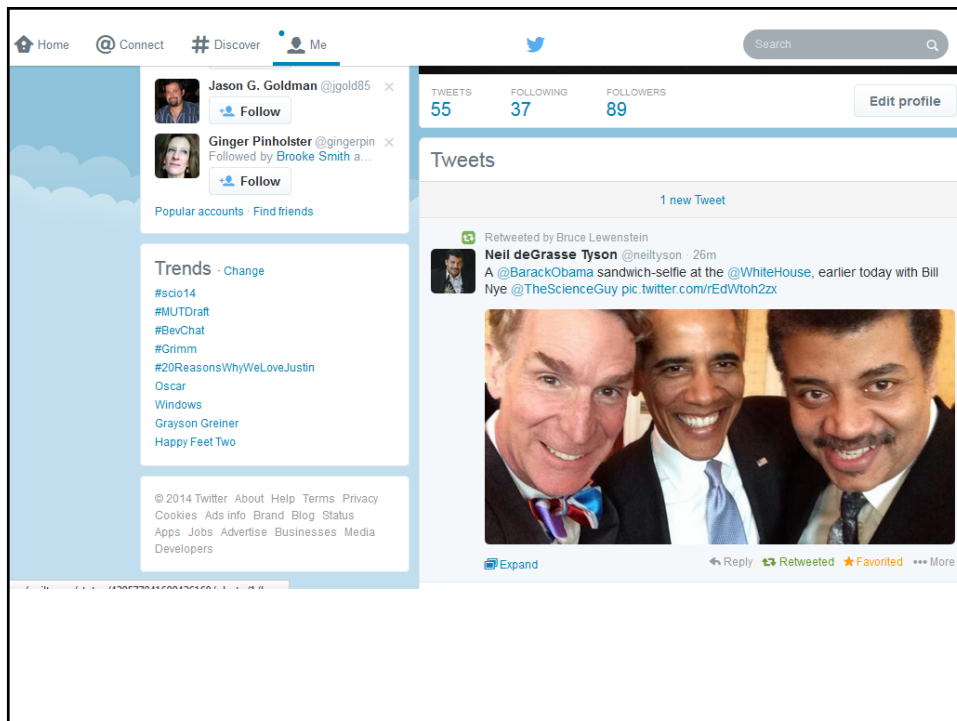 Home @ Connect # Discover Me Search
Jason G. Goldman @jgold85
Follow
Ginger Pinholster @gingerpin
Followed by Brooke Smith a...
Follow
Popular accounts · Find friends
Trends · Change
#scio14
#MUTDraft
#BevChat
#Grimm
#20ReasonsWhyWeLoveJustin
Oscar
Windows
Grayson Greiner
Happy Feet Two
© 2014 Twitter About Help Terms Privacy
Cookies Ads info Brand Blog Status
Apps Jobs Advertise Businesses Media
Developers
TWEETS FOLLOWING FOLLOWERS
55 37 89
Edit profile
Tweets
1 new Tweet
Retweeted by Bruce Lewenstein
Neil deGrasse Tyson @neiltyson · 26m
A @BarackObama sandwich-selfie at the @WhiteHouse, earlier today with Bill
Nye @TheScienceGuy pic.twitter.com/rEdWtoh2zx
Expand Reply Retweeted Favorited ••• More